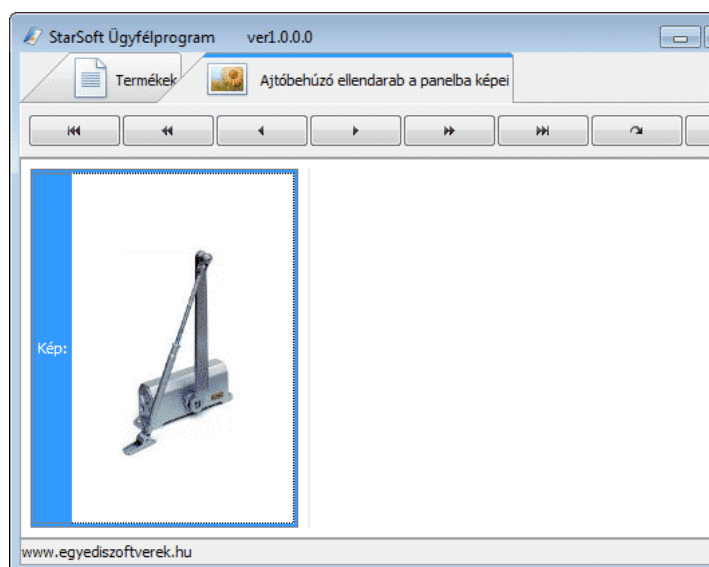 StarSoft Ügyfélprogram ver1.0.0.0
Termékek
Ajtóbehúzó ellendarab a panelba képei
Kép:
www.egyediszoftverek.hu